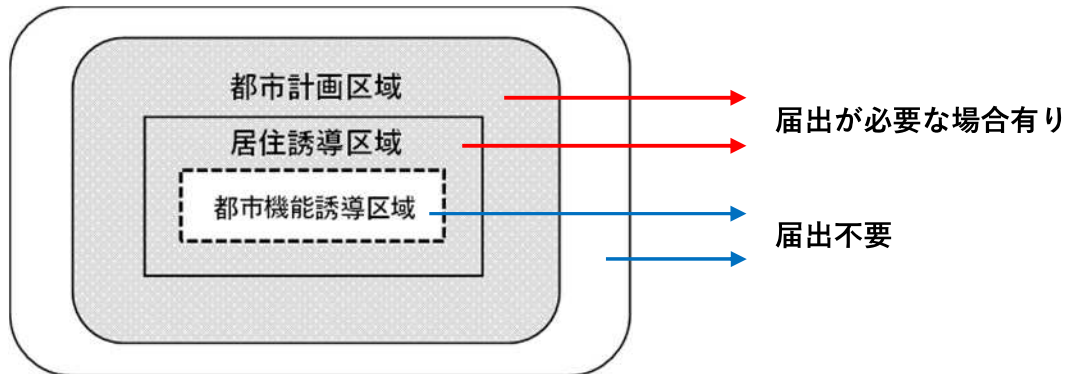 都市計画区域
届出が必要な場合有り
居住誘導区域
都市機能誘導区域
届出不要